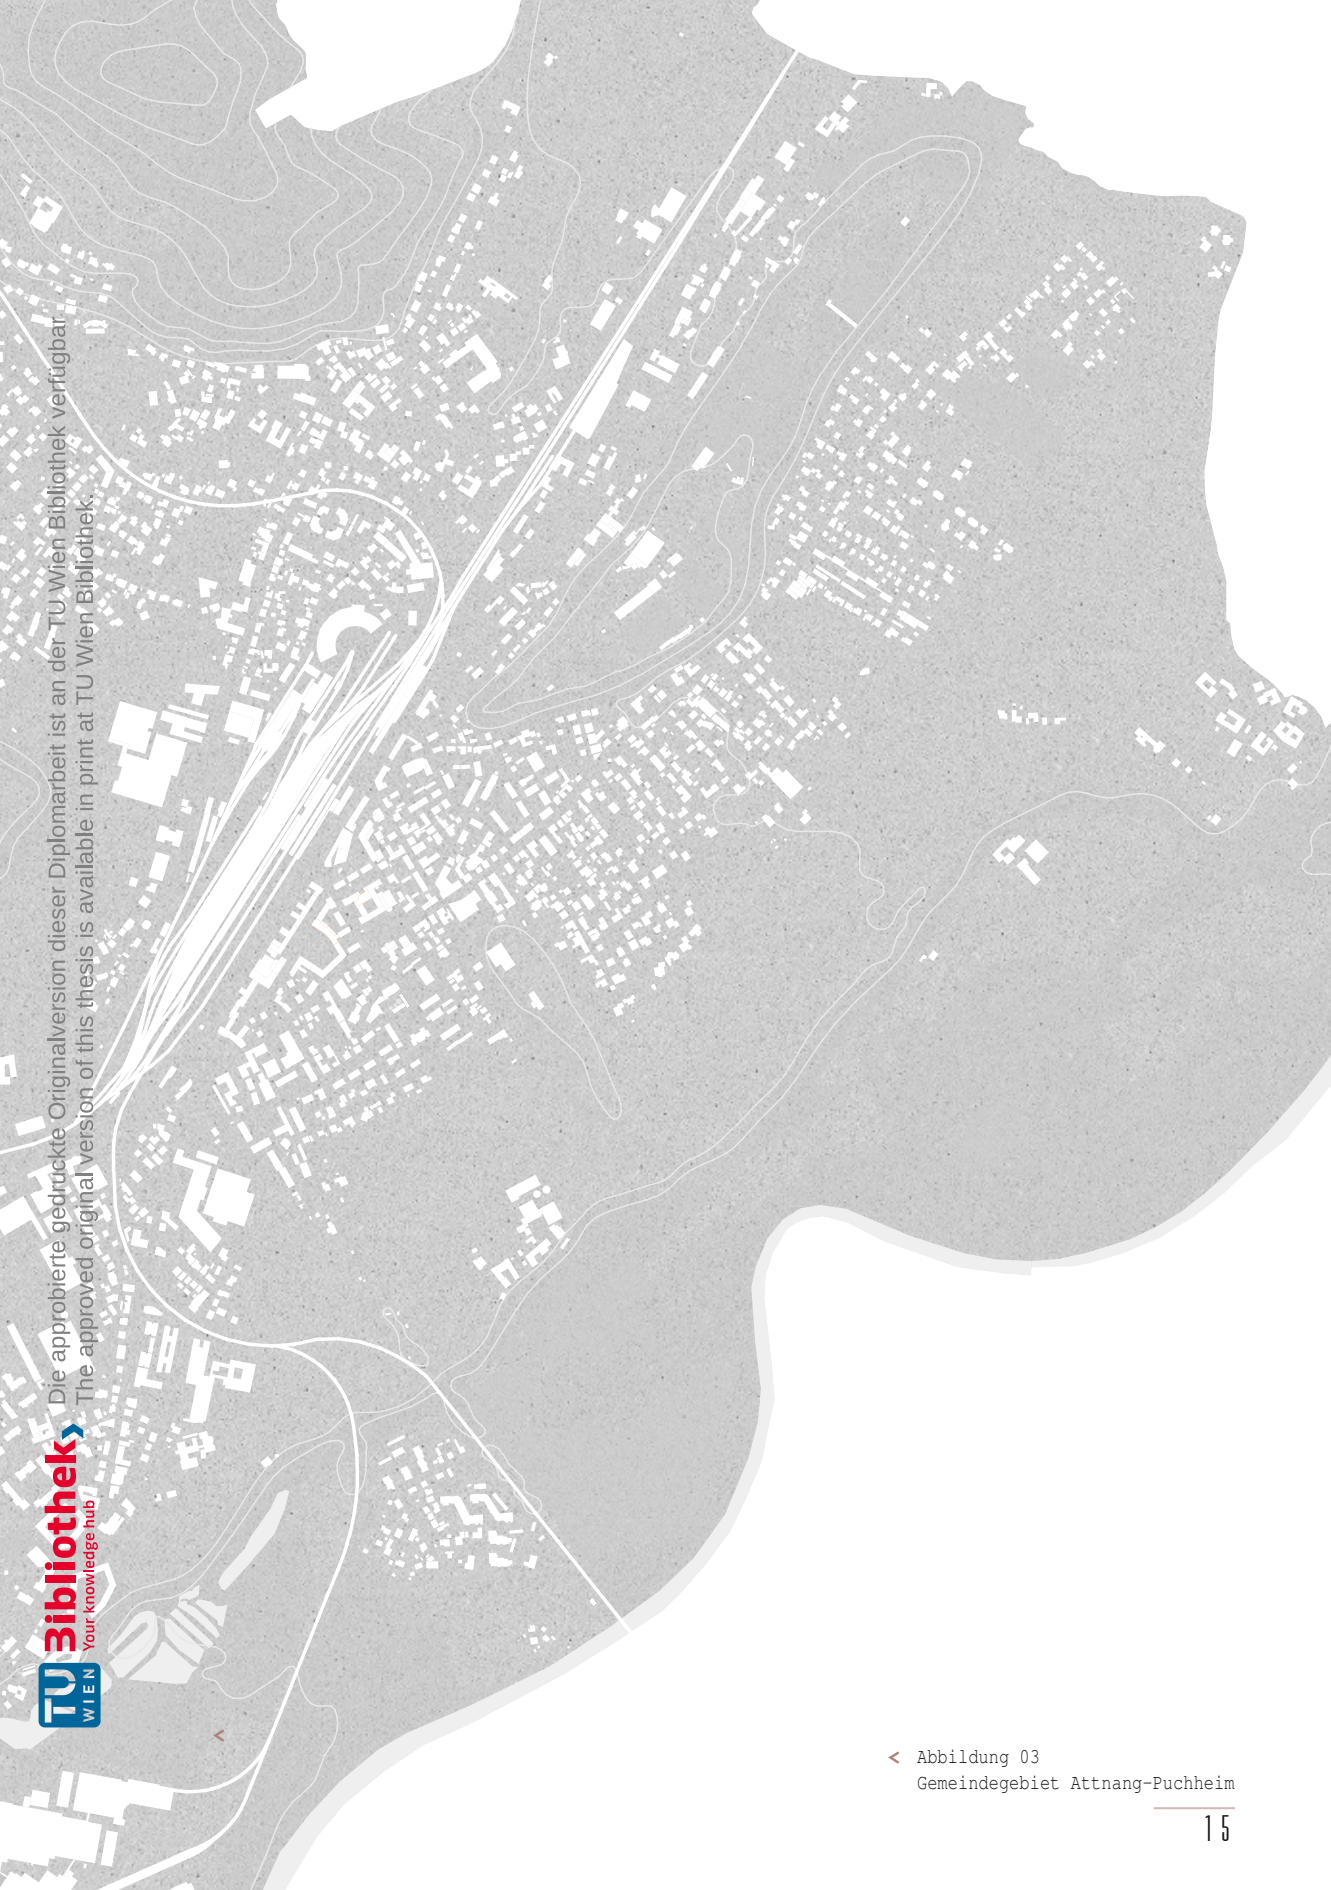 Die approbierte gedruckte Originalversion dieser Diplomarbeit ist an der TU Wien Bibliothek verfügbar
The approved original version of this thesis is available in print at TU Wien Bibliothek.
TU
WIEN
Bibliothek
Your knowledge hub
< Abbildung 03
Gemeindegebiet Attnang-Puchheim
15